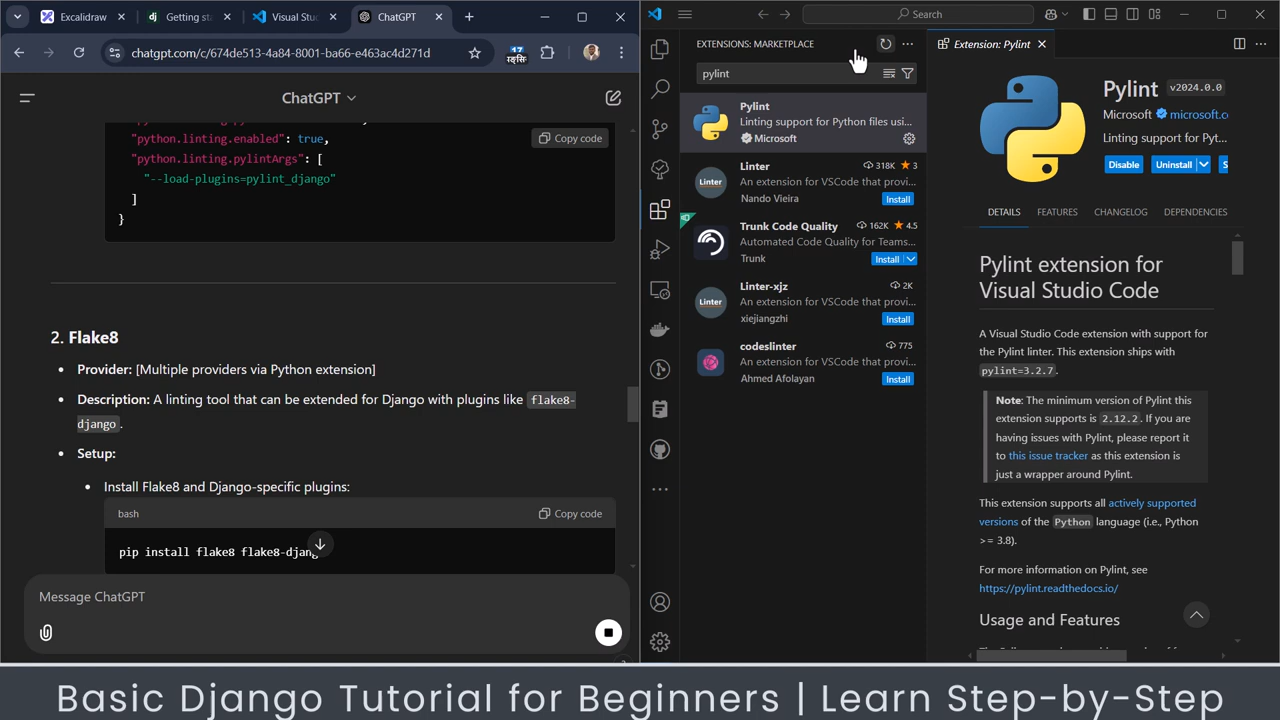 Excalidraw
dj Getting sta
Visual Stud
ChatGPT
chatgpt.com/c/674de513-4a84-8001-ba66-e463ac4d271d
17
ChatGPT
"python.linting.enabled": true,
"python.linting.pylintArgs": [
"--load-plugins=pylint_django"
]
}
Copy code
2. Flake8
• Provider: [Multiple providers via Python extension]
• Description: A linting tool that can be extended for Django with plugins like flake8-
django.
• Setup:
• Install Flake8 and Django-specific plugins:
bash
Copy code
pip install flake8 flake8-djang
Message ChatGPT
Search
EXTENSIONS: MARKETPLACE
pylint
Pylint
Linting support for Python files usi...
Microsoft
Linter 318K 3
An extension for VSCode that provi...
Nando Vieira Install
Trunk Code Quality 162K 4.5
Automated Code Quality for Teams...
Trunk Install
Linter-xjz 2K
An extension for VSCode that provi...
xiejiangzhi Install
codeslinter 775
An extension for VSCode that provi...
Ahmed Afolayan Install
Linter
Linter
Extension: Pylint
Pylint v2024.0.0
Microsoft microsoft.c
Linting support for Pyt...
Disable Uninstall S
DETAILS FEATURES CHANGELOG DEPENDENCIES
Pylint extension for
Visual Studio Code
A Visual Studio Code extension with support for
the Pylint linter. This extension ships with
pylint=3.2.7.
Note: The minimum version of Pylint this
extension supports is 2.12.2. If you are
having issues with Pylint, please report it
to this issue tracker as this extension is
just a wrapper around Pylint.
This extension supports all actively supported
versions of the Python language (i.e., Python
>= 3.8).
For more information on Pylint, see
https://pylint.readthedocs.io/
Usage and Features
Basic Django Tutorial for Beginners | Learn Step-by-Step